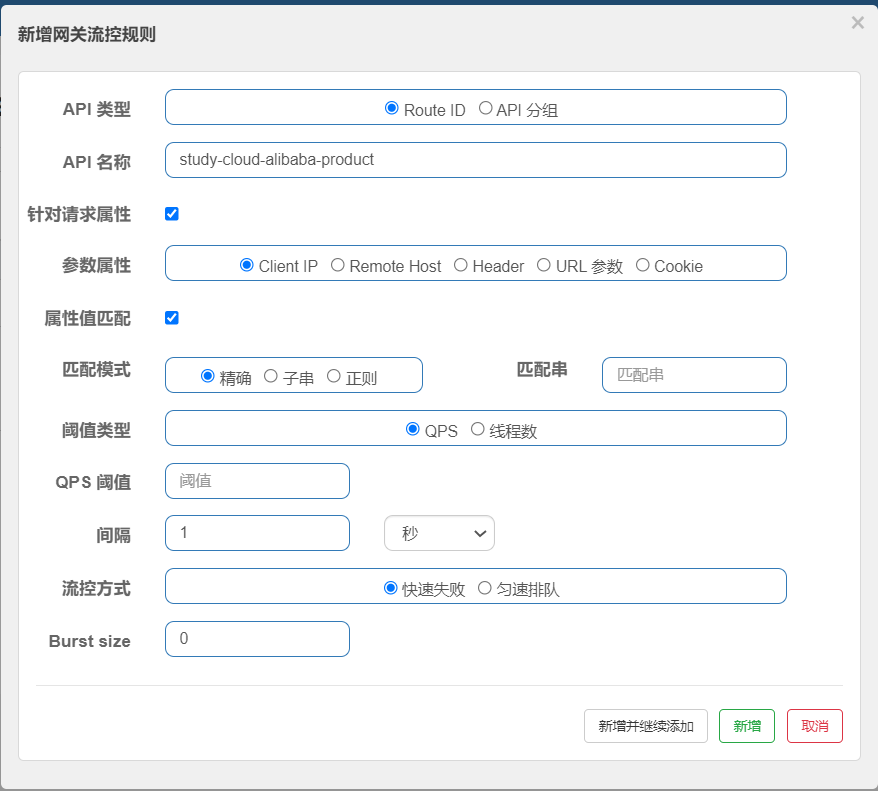 新增网关流控规则 ×
API 类型 Route ID API 分组
API 名称 study-cloud-alibaba-product
针对请求属性
参数属性 Client IP Remote Host Header URL 参数 Cookie
属性值匹配
匹配模式 精确 子串 正则 匹配串 匹配串
阈值类型 QPS 线程数
QPS 阈值 阈值
间隔 1 秒
流控方式 快速失败 匀速排队
Burst size 0
新增并继续添加 新增 取消